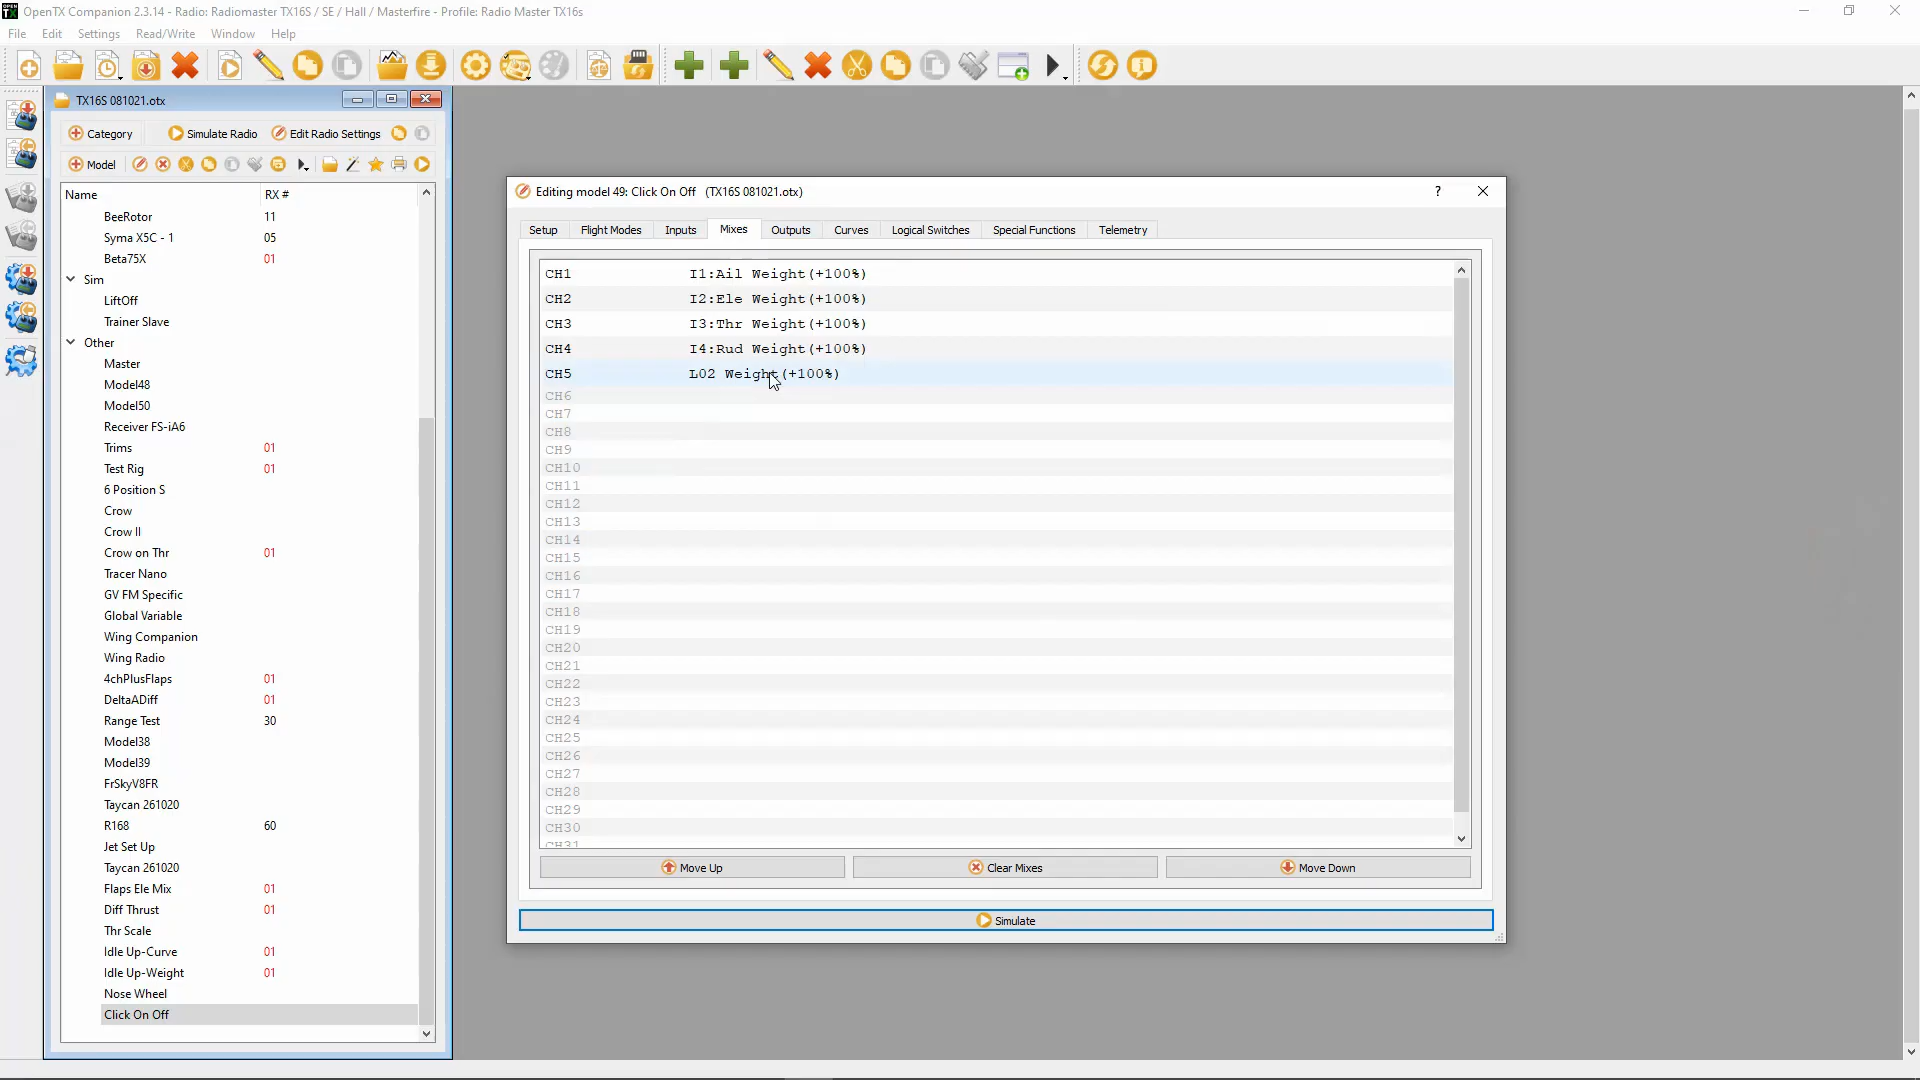 OpenTX Companion 2.3.14 - Radio: Radiomaster TX16S / SE / Hall / Masterfire - Profile: Radio Master TX16s
File Edit Settings Read/Write Window Help
TX16S 081021.otx
Category Simulate Radio Edit Radio Settings
Model
Name RX #
BeeRotor 11
Syma X5C - 1 05
Beta75X 01
Sim
LiftOff
Trainer Slave
Other
Master
Model48
Model50
Receiver FS-iA6
Trims 01
Test Rig 01
6 Position S
Crow
Crow II
Crow on Thr 01
Tracer Nano
GV FM Specific
Global Variable
Wing Companion
Wing Radio
4chPlusFlaps 01
DeltaADiff 01
Range Test 30
Model38
Model39
FrSkyV8FR
Taycan 261020
R168 60
Jet Set Up
Taycan 261020
Flaps Ele Mix 01
Diff Thrust 01
Thr Scale
Idle Up-Curve 01
Idle Up-Weight 01
Nose Wheel
Click On Off
Editing model 49: Click On Off (TX16S 081021.otx)
Setup Flight Modes Inputs Mixes Outputs Curves Logical Switches Special Functions Telemetry
CH1 I1:Ail Weight(+100%)
CH2 I2:Ele Weight(+100%)
CH3 I3:Thr Weight(+100%)
CH4 I4:Rud Weight(+100%)
CH5 L02 Weight(+100%)
CH6
CH7
CH8
CH9
CH10
CH11
CH12
CH13
CH14
CH15
CH16
CH17
CH18
CH19
CH20
CH21
CH22
CH23
CH24
CH25
CH26
CH27
CH28
CH29
CH30
CH31
Move Up Clear Mixes Move Down
Simulate